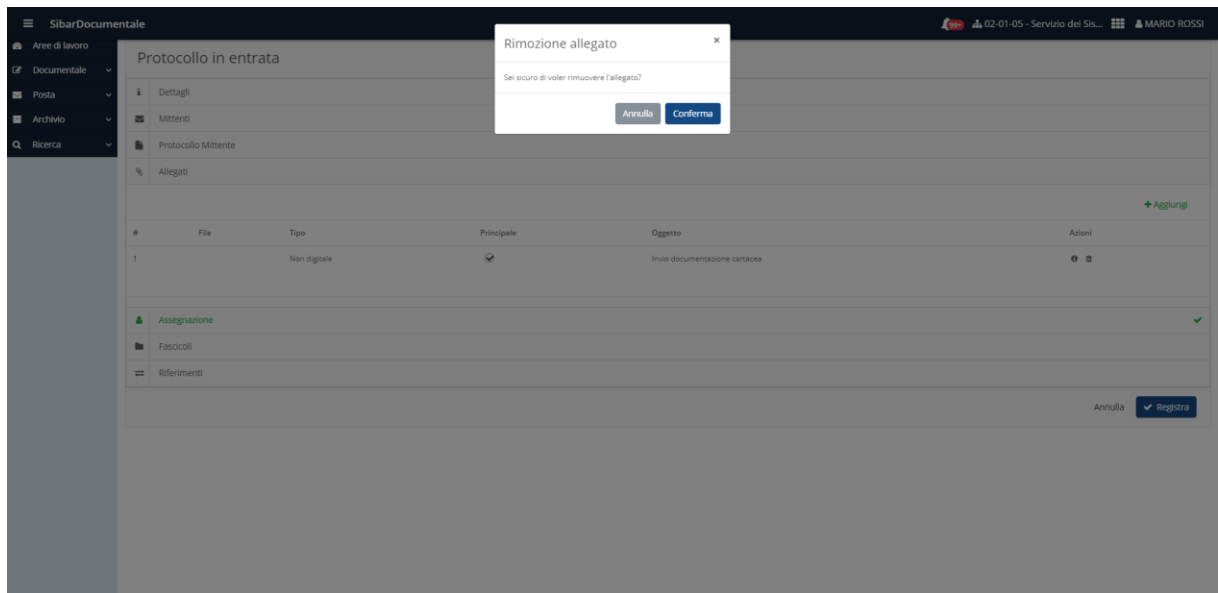 SibarDocumentale
99+
02-01-05 - Servizio dei Sis...
MARIO ROSSI
Aree di lavoro
Documentale
Posta
Archivio
Ricerca
Rimozione allegato
×
Sei sicuro di voler rimuovere l'allegato?
Annulla Conferma
Protocollo in entrata
Dettagli
Mittenti
Protocollo Mittente
Allegati
+ Aggiungi
# File Tipo Principale Oggetto Azioni
1 Non digitale Invio documentazione cartacea
Assegnazione
Fascicoli
Riferimenti
Annulla Registra